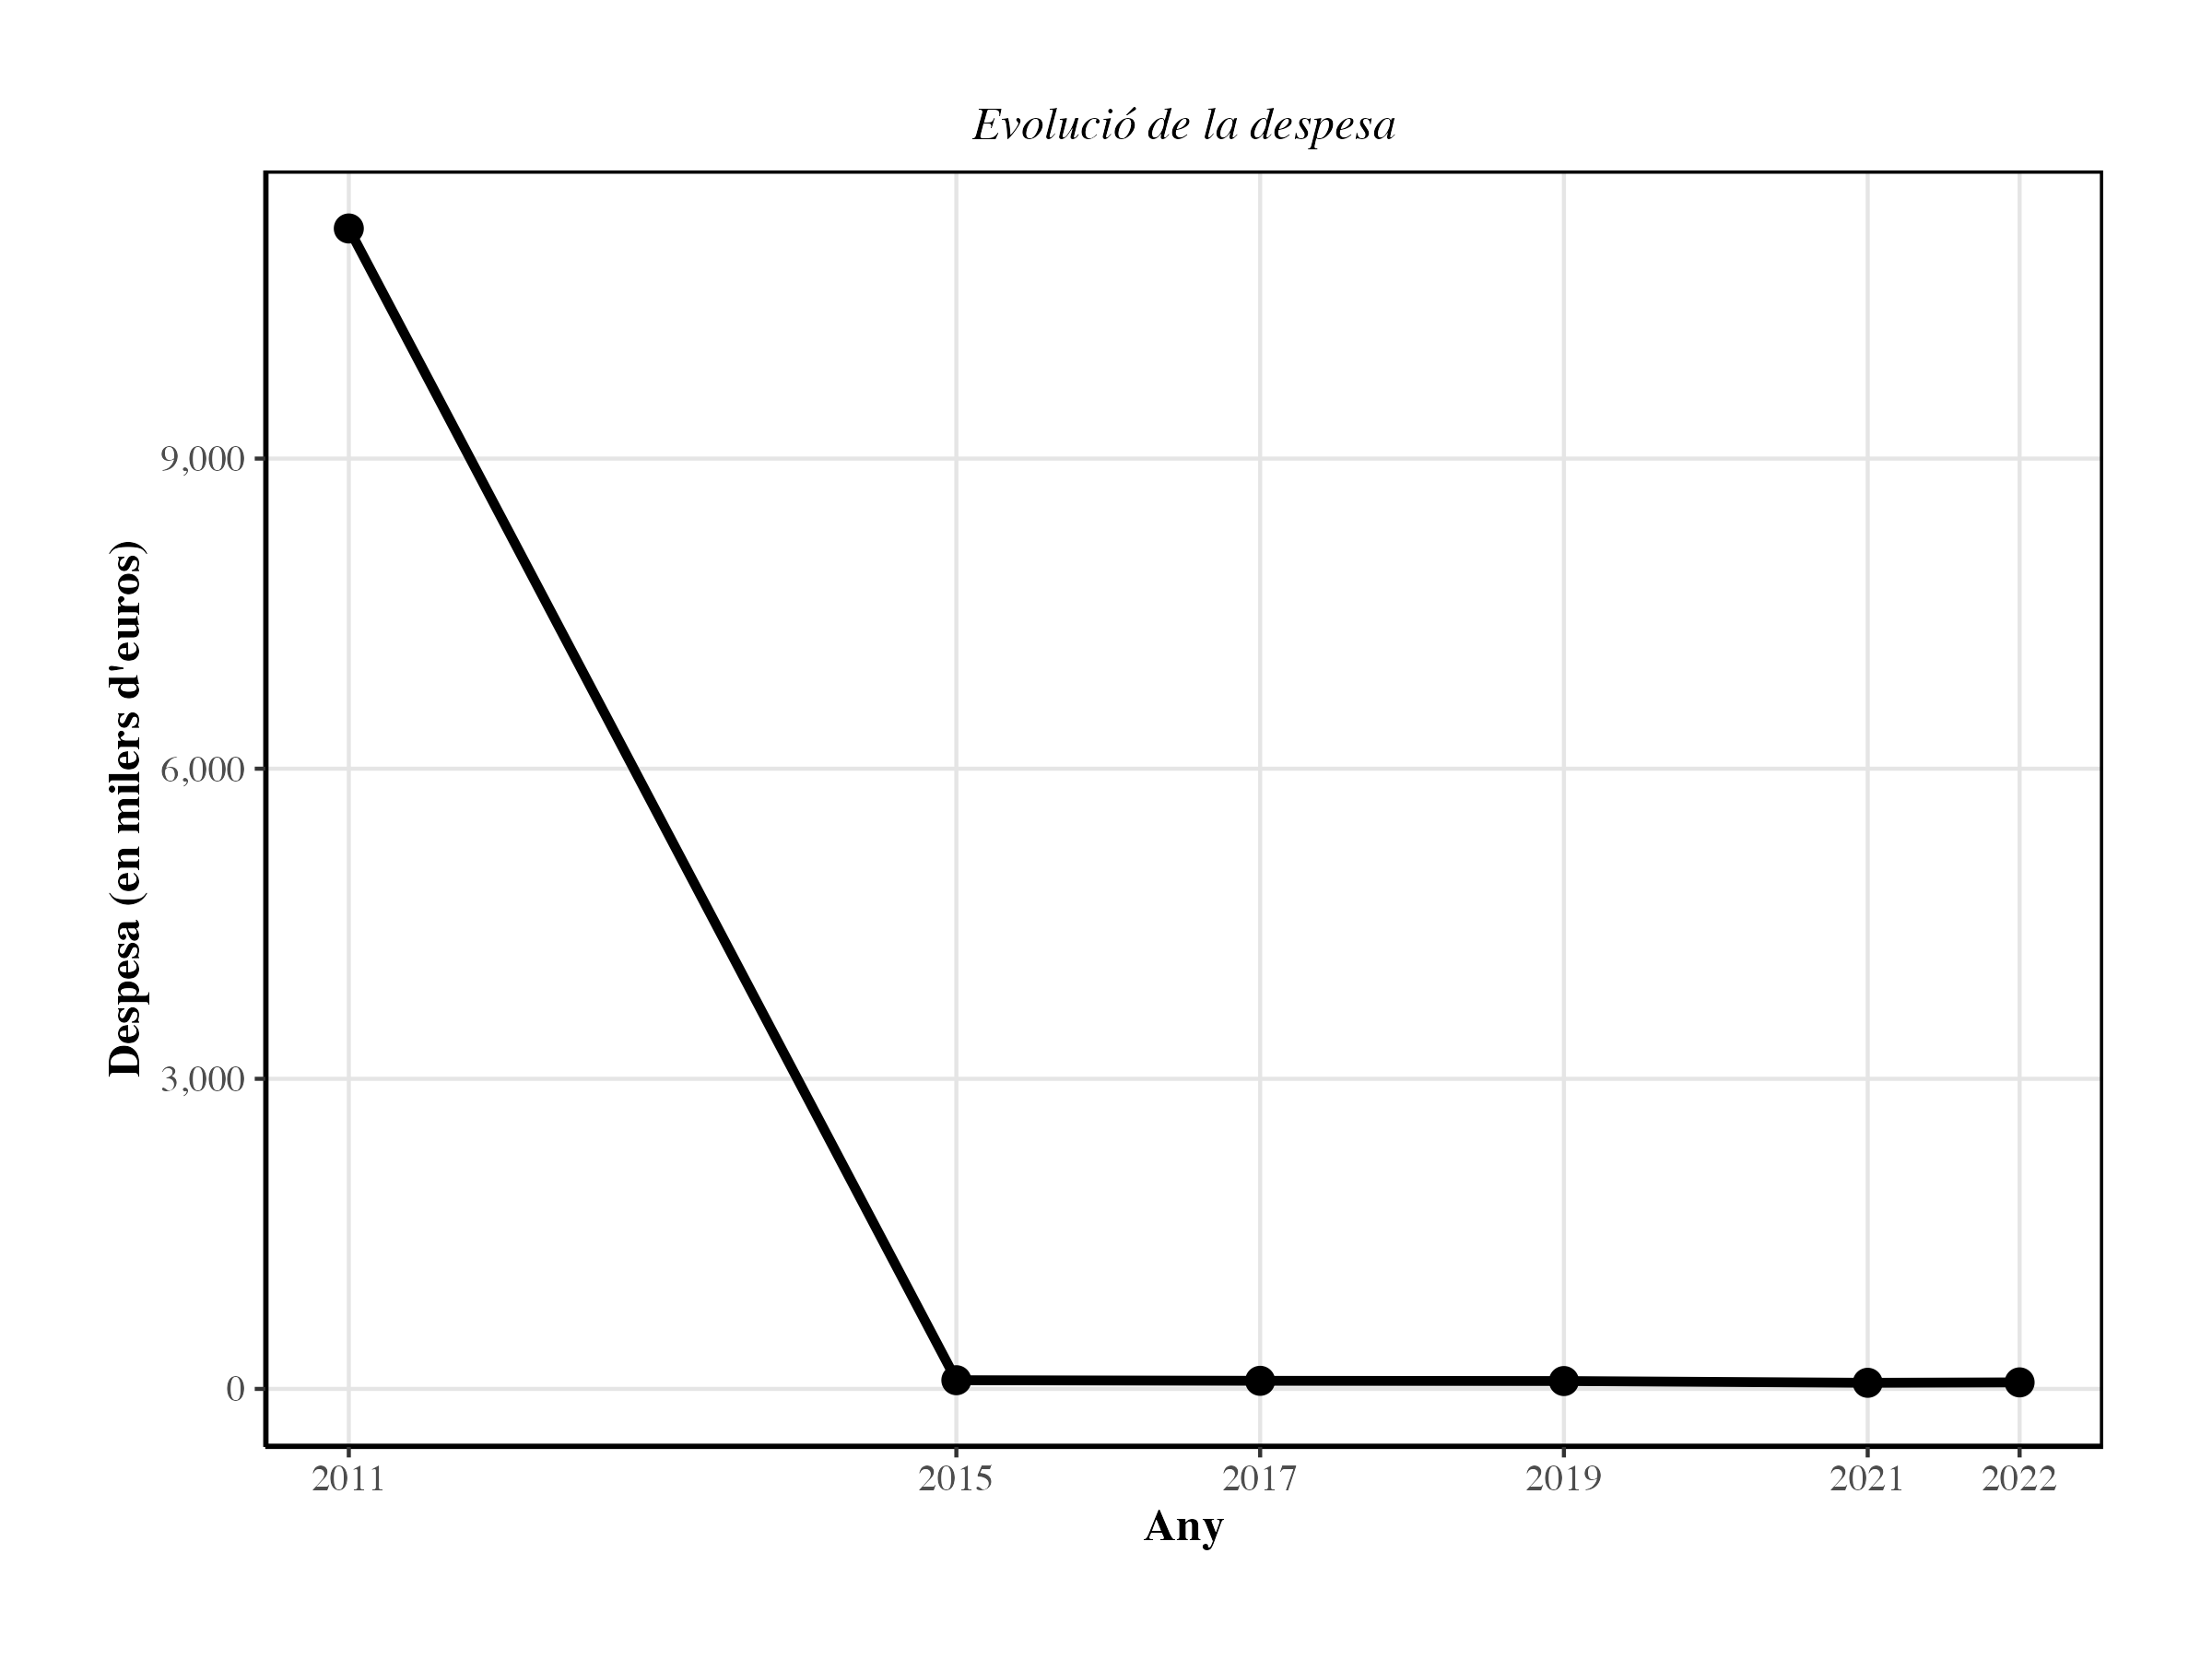 Evolució de la despesa
Despesa (en milers d'euros)
9,000
6,000
3,000
0
2011 2015 2017 2019 2021 2022
Any